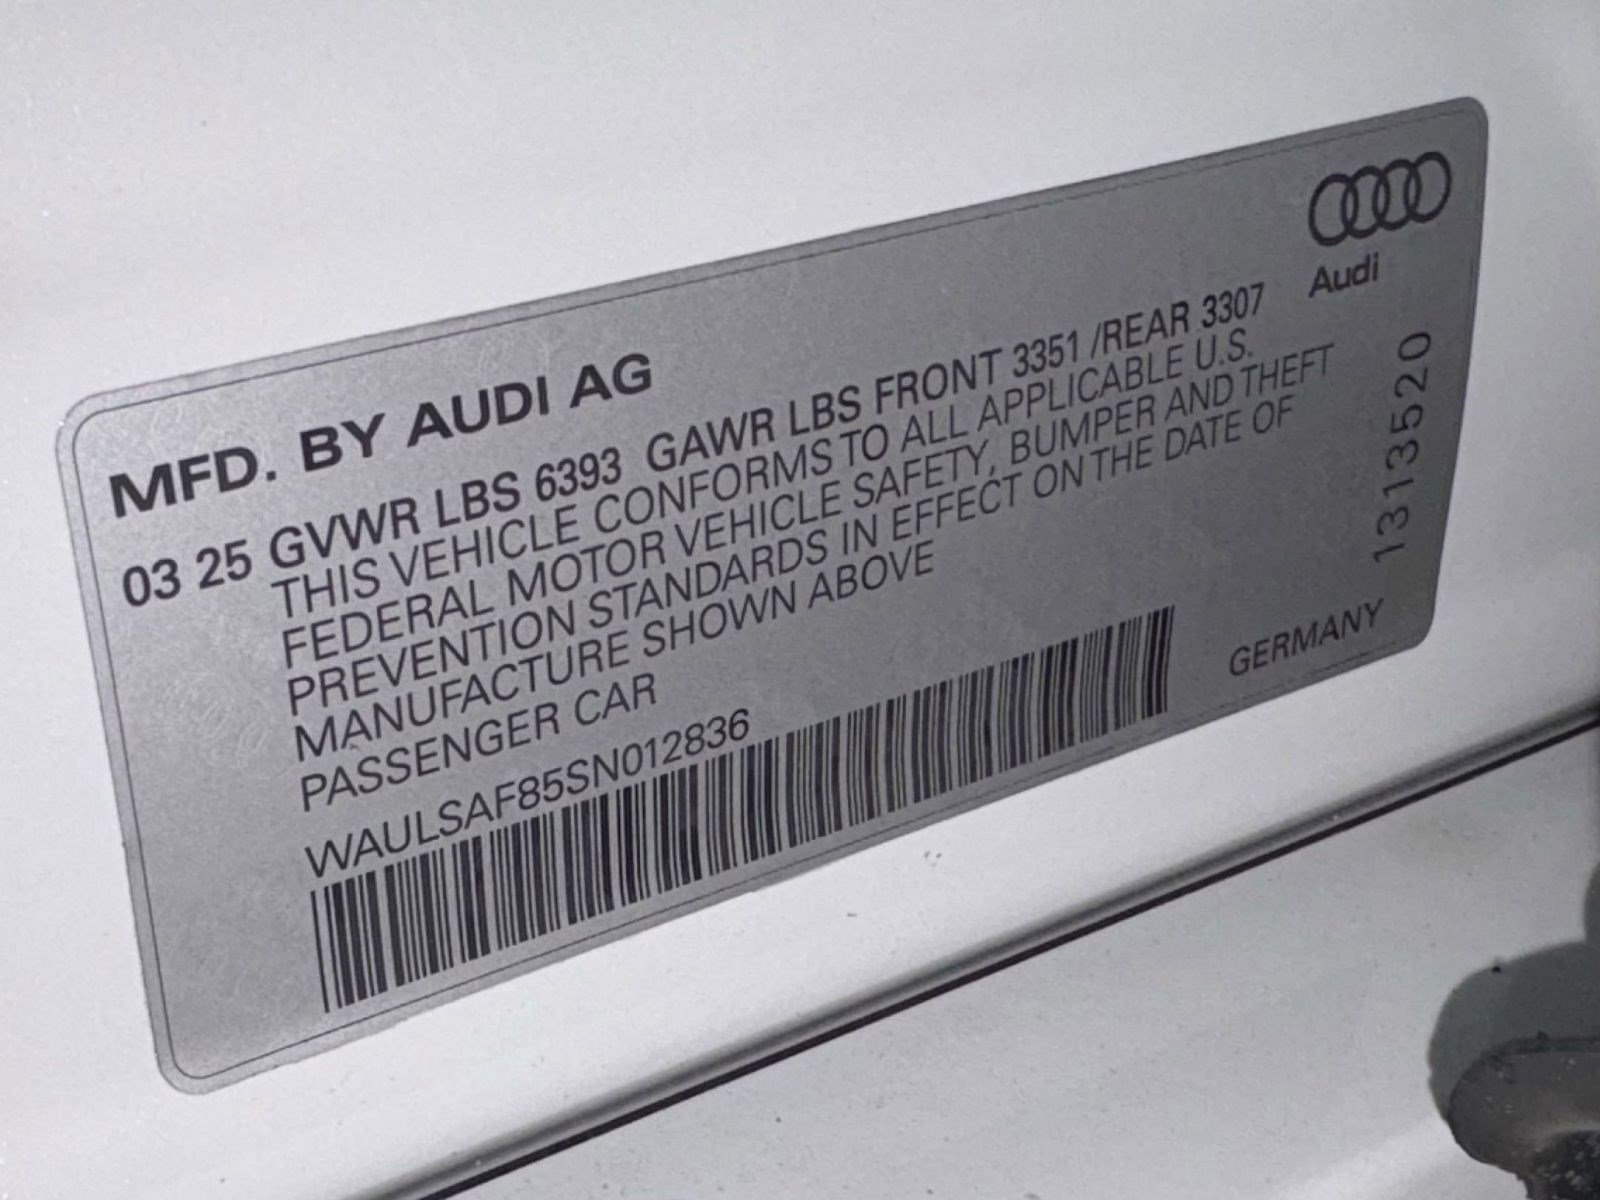 Audi
MFD. BY AUDI AG
03 25 GVWR LBS 6393 GAWR LBS FRONT 3351 /REAR 3307
THIS VEHICLE CONFORMS TO ALL APPLICABLE U.S.
FEDERAL MOTOR VEHICLE SAFETY, BUMPER AND THEFT
PREVENTION STANDARDS IN EFFECT ON THE DATE OF
MANUFACTURE SHOWN ABOVE
PASSENGER CAR
WAULSAF85SN012836
GERMANY
1313520